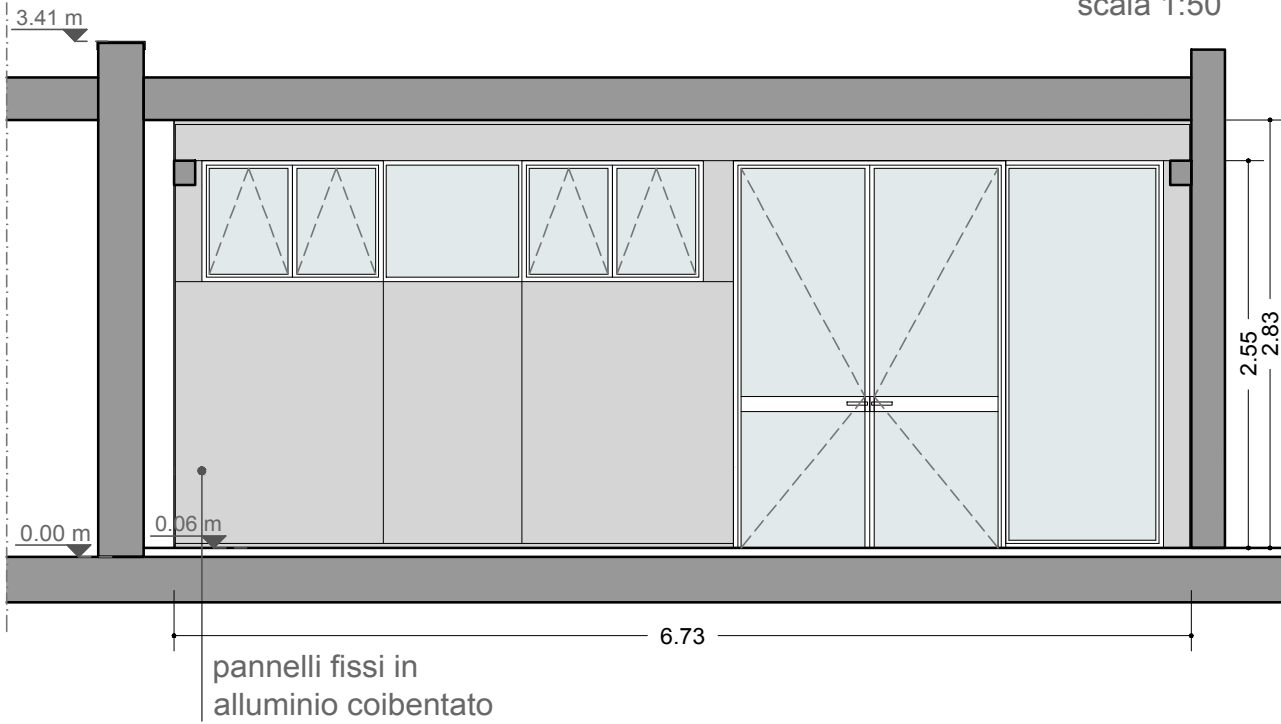 scala 1:50
3.41 m
2.55
2.83
0.00 m
0.06 m
6.73
pannelli fissi in
alluminio coibentato